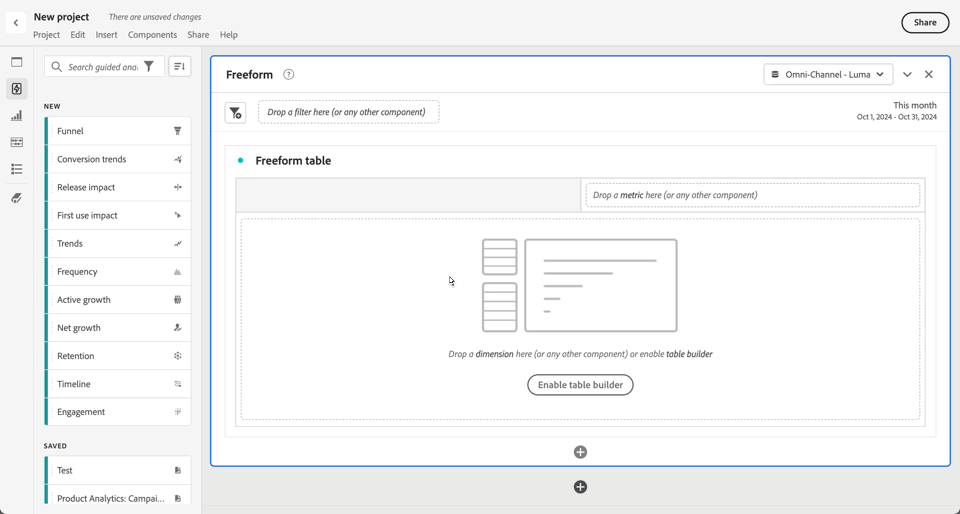 New project
There are unsaved changes
Project Edit Insert Components Share Help
Share
Search guided ana
NEW
Funnel
Conversion trends
Release impact
First use impact
Trends
Frequency
Active growth
Net growth
Retention
Timeline
Engagement
SAVED
Test
Product Analytics: Campai...
Freeform
?
Omni-Channel - Luma
Drop a filter here (or any other component)
This month
Oct 1, 2024 - Oct 31, 2024
Freeform table
Drop a metric here (or any other component)
Drop a dimension here (or any other component) or enable table builder
Enable table builder